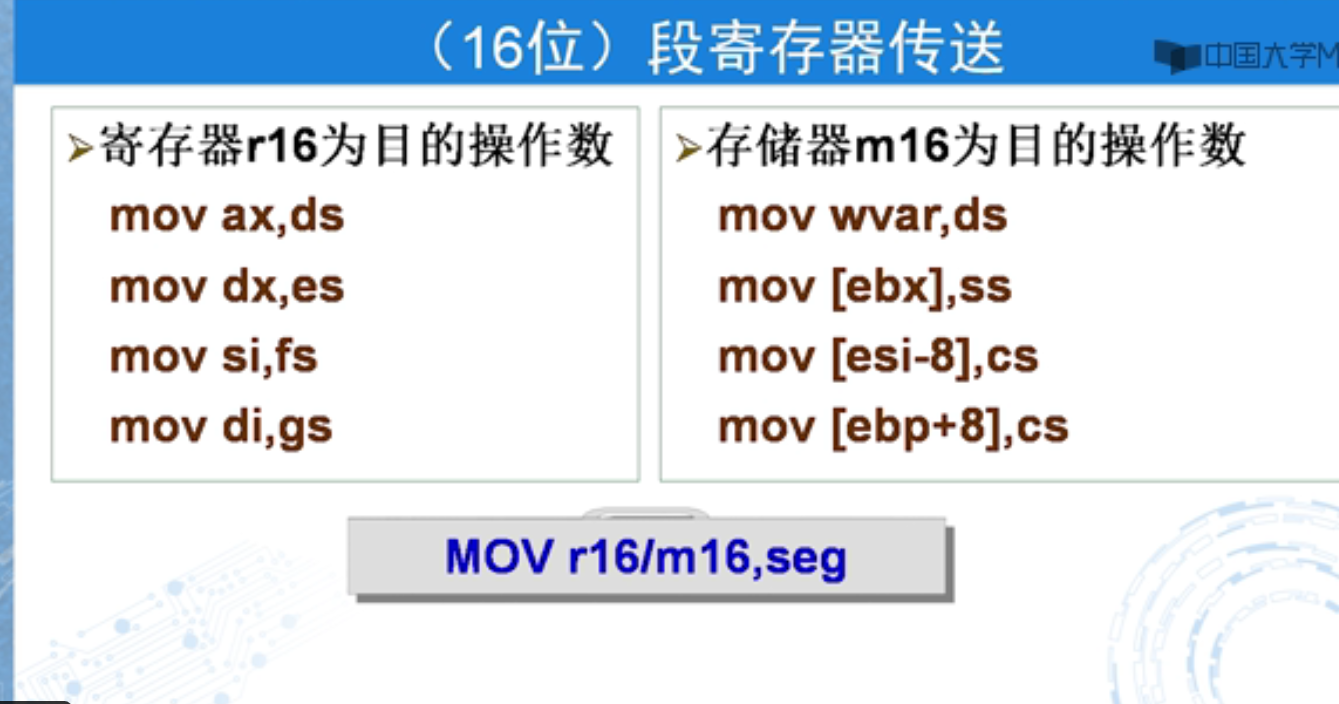 （16位）段寄存器传送
中国大学M
➢寄存器r16为目的操作数
mov ax,ds
mov dx,es
mov si,fs
mov di,gs
➢存储器m16为目的操作数
mov wvar,ds
mov [ebx],ss
mov [esi-8],cs
mov [ebp+8],cs
MOV r16/m16,seg